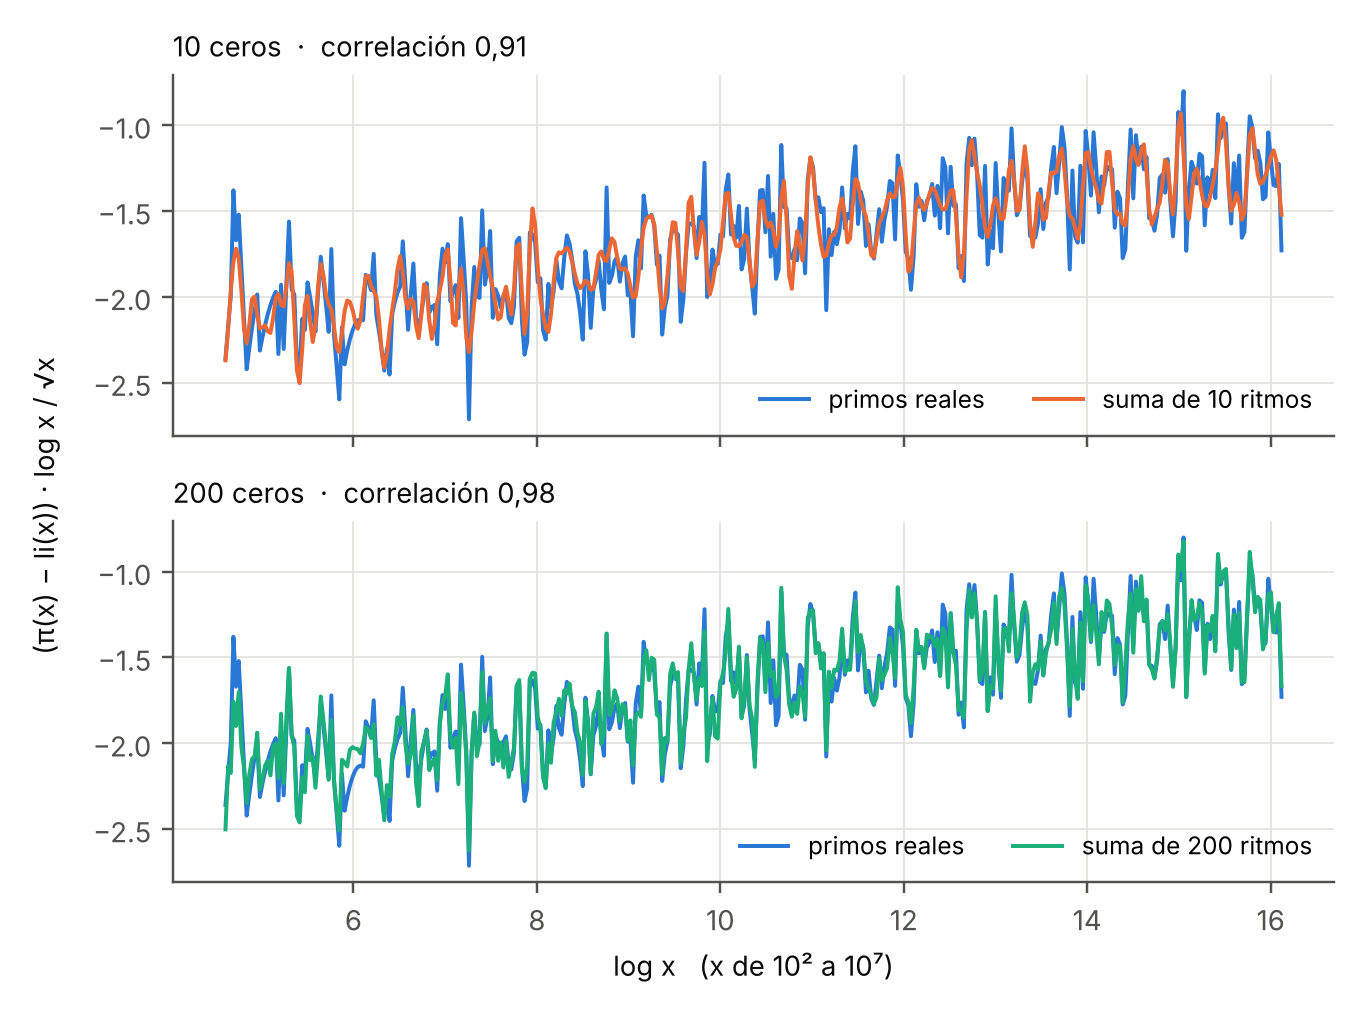 10 ceros · correlación 0,91
−1.0
−1.5
−2.0
−2.5
primos reales
suma de 10 ritmos
(π(x) − li(x)) · log x / √x
200 ceros · correlación 0,98
−1.0
−1.5
−2.0
−2.5
primos reales
suma de 200 ritmos
6 8 10 12 14 16
log x (x de 10² a 10⁷)